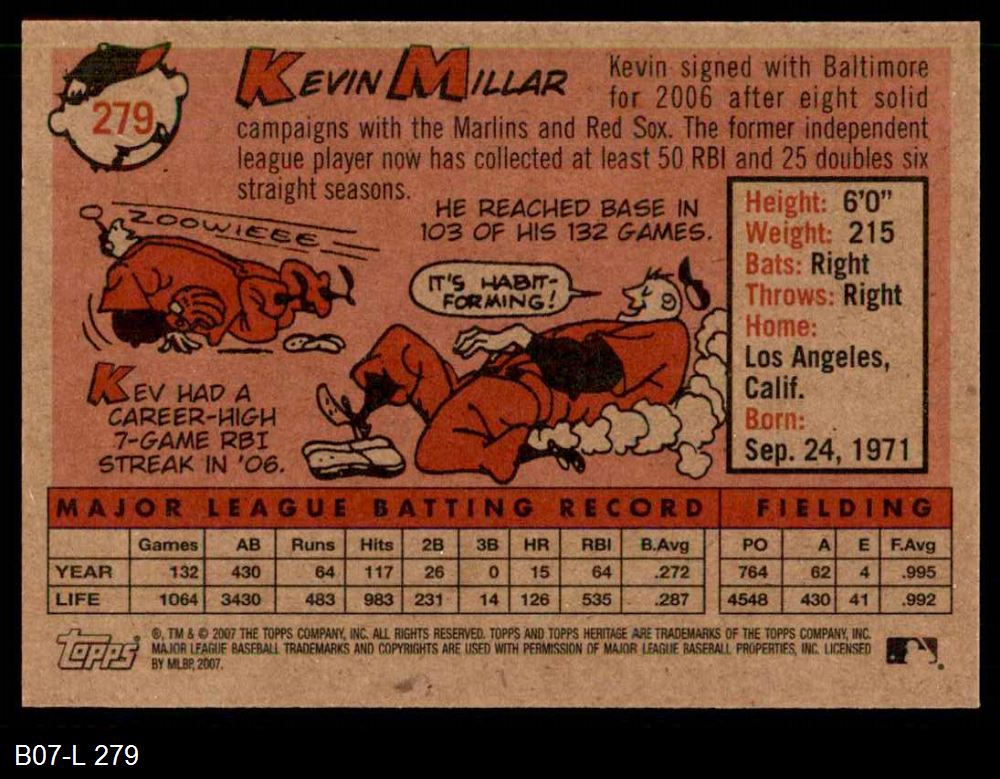 279
KEVIN MILLAR
Kevin signed with Baltimore
for 2006 after eight solid
campaigns with the Marlins and Red Sox. The former independent
league player now has collected at least 50 RBI and 25 doubles six
straight seasons.
ZOOWIEEE
HE REACHED BASE IN
103 OF HIS 132 GAMES.
IT'S HABIT-
FORMING!
KEV HAD A
CAREER-HIGH
7-GAME RBI
STREAK IN '06.
Height: 6'0"
Weight: 215
Bats: Right
Throws: Right
Home:
Los Angeles,
Calif.
Born:
Sep. 24, 1971
MAJOR LEAGUE BATTING RECORD FIELDING
Games AB Runs Hits 2B 3B HR RBI B.Avg PO A E F.Avg
YEAR 132 430 64 117 26 0 15 64 .272 764 62 4 .995
LIFE 1064 3430 483 983 231 14 126 535 .287 4548 430 41 .992
Topps®
®, TM & © 2007 THE TOPPS COMPANY, INC. ALL RIGHTS RESERVED. TOPPS AND TOPPS HERITAGE ARE TRADEMARKS OF THE TOPPS COMPANY, INC.
MAJOR LEAGUE BASEBALL TRADEMARKS AND COPYRIGHTS ARE USED WITH PERMISSION OF MAJOR LEAGUE BASEBALL PROPERTIES, INC. LICENSED
BY MLBP, 2007.
B07-L 279